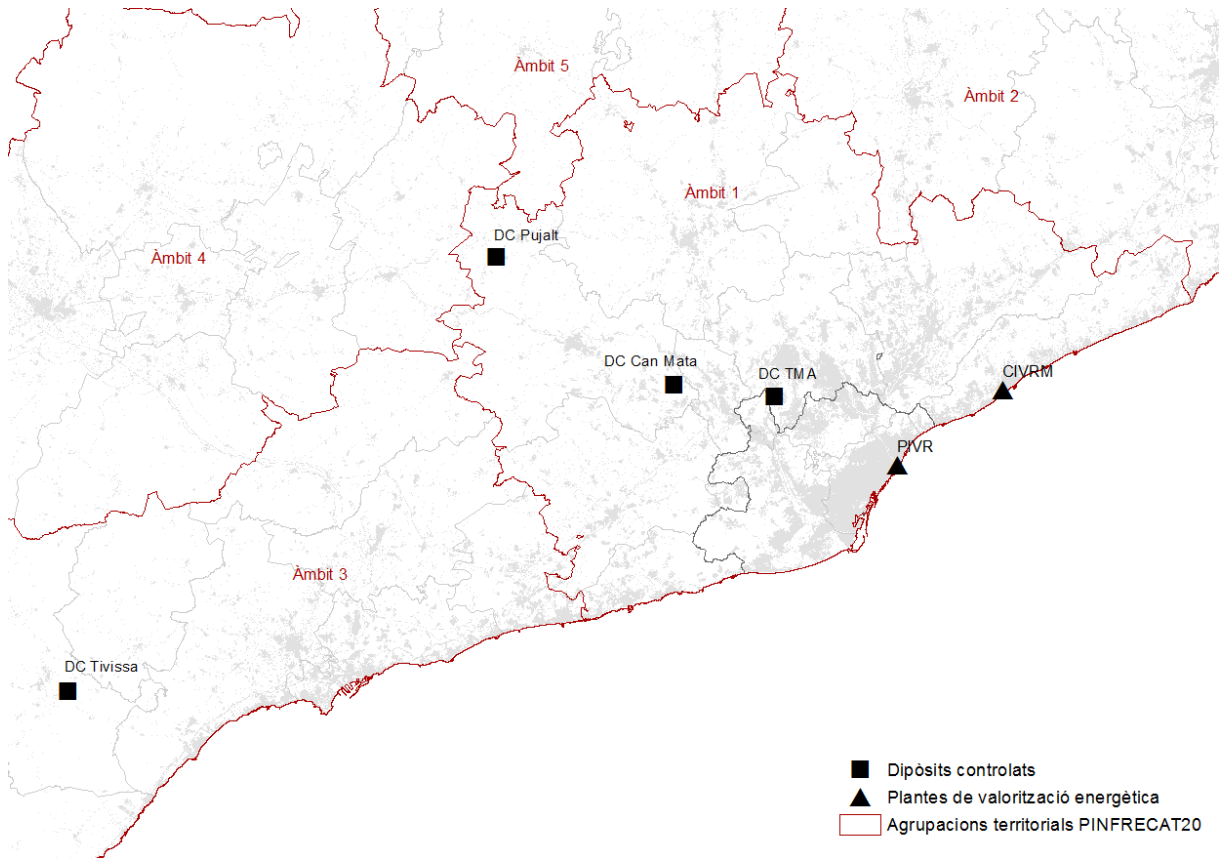 Àmbit 5
Àmbit 2
Àmbit 1
DC Pujalt
Àmbit 4
DC Can Mata
DC TMA
CIVRM
PIVR
Àmbit 3
DC Tivissa
Dipòsits controlats
Plantes de valorització energètica
Agrupacions territorials PINFRECAT20